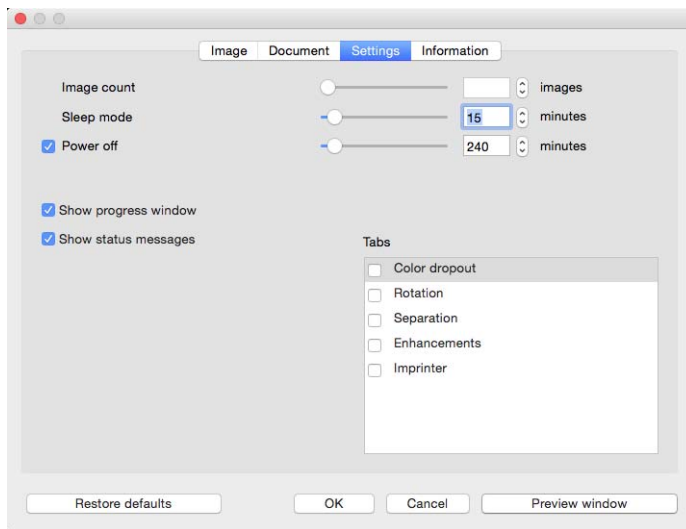 Image Document Settings Information
Image count images
Sleep mode 15 minutes
Power off 240 minutes
Show progress window
Show status messages
Tabs
Color dropout
Rotation
Separation
Enhancements
Imprinter
Restore defaults OK Cancel Preview window